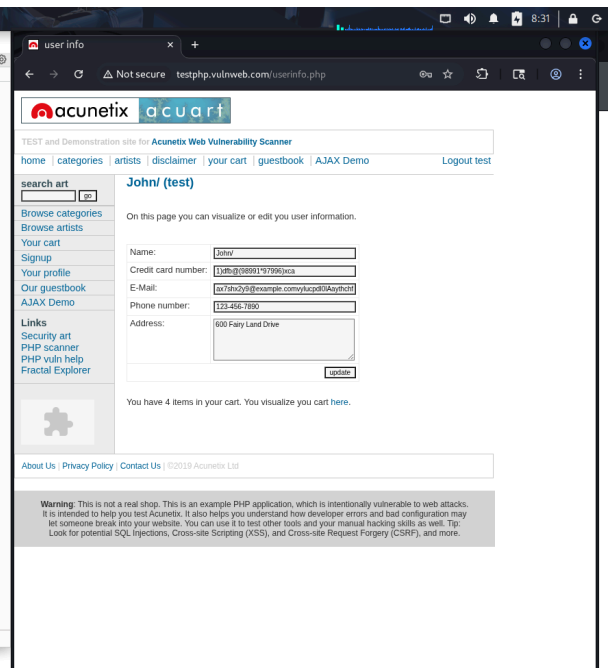 8:31
user info
Not secure testphp.vulnweb.com/userinfo.php
acunetix acuart
TEST and Demonstration site for Acunetix Web Vulnerability Scanner
home | categories | artists | disclaimer | your cart | guestbook | AJAX Demo
Logout test
search art
go
Browse categories
Browse artists
Your cart
Signup
Your profile
Our guestbook
AJAX Demo
Links
Security art
PHP scanner
PHP vuln help
Fractal Explorer
John/ (test)
On this page you can visualize or edit you user information.
Name: John/
Credit card number: 1)dfb@(98991*97996)xca
E-Mail:
Phone number: 123-456-7890
Address: 600 Fairy Land Drive
update
You have 4 items in your cart. You visualize you cart here.
About Us | Privacy Policy | Contact Us | ©2019 Acunetix Ltd
Warning: This is not a real shop. This is an example PHP application, which is intentionally vulnerable to web attacks.
It is intended to help you test Acunetix. It also helps you understand how developer errors and bad configuration may
let someone break into your website. You can use it to test other tools and your manual hacking skills as well. Tip:
Look for potential SQL Injections, Cross-site Scripting (XSS), and Cross-site Request Forgery (CSRF), and more.